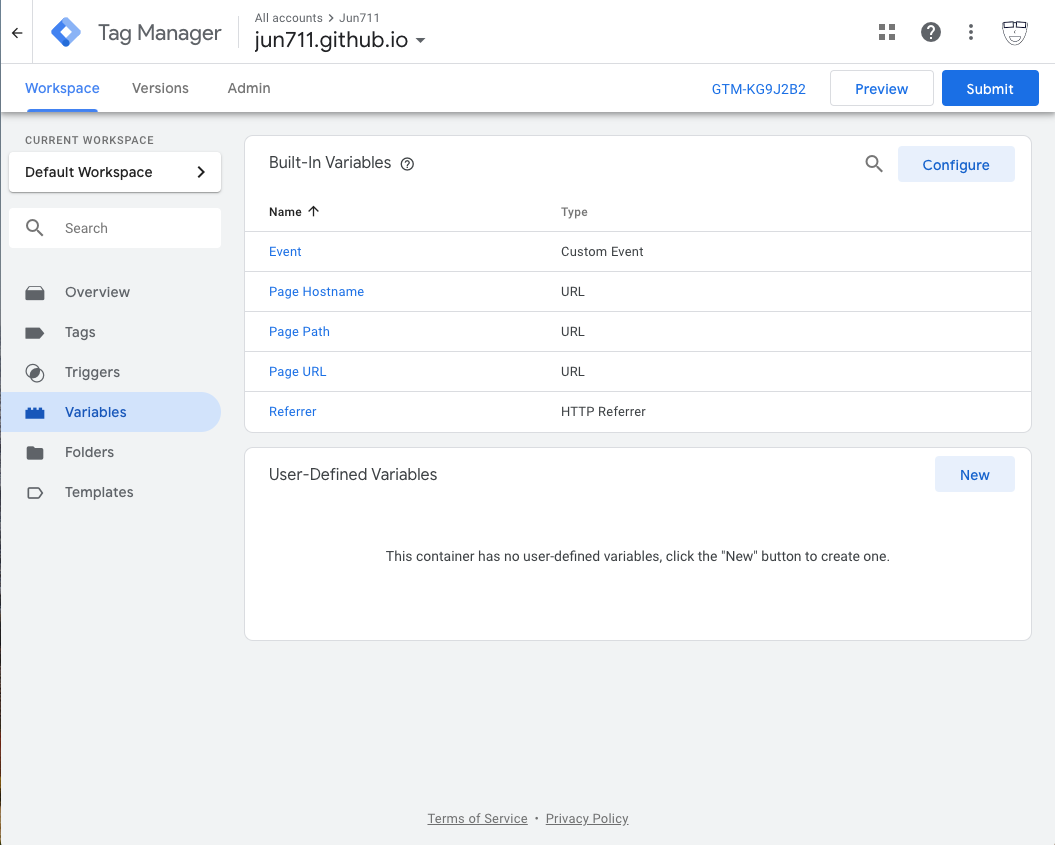 Tag Manager
All accounts > Jun711
jun711.github.io
Workspace Versions Admin GTM-KG9J2B2 Preview Submit
CURRENT WORKSPACE
Default Workspace
Search
Overview
Tags
Triggers
Variables
Folders
Templates
Built-In Variables Configure
Name Type
Event Custom Event
Page Hostname URL
Page Path URL
Page URL URL
Referrer HTTP Referrer
User-Defined Variables New
This container has no user-defined variables, click the "New" button to create one.
Terms of Service • Privacy Policy